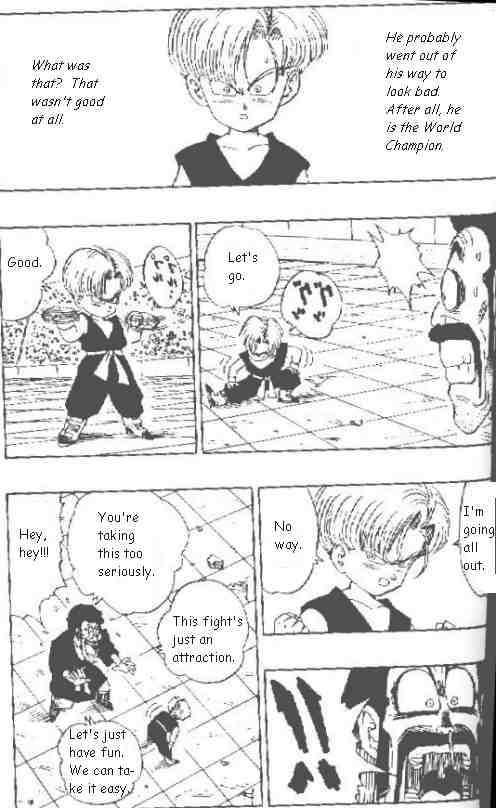 He probably
went out of
his way to
look bad.
After all, he
is the World
Champion.
What was
that? That
wasn't good
at all.
Let's
go.
Good.
I'm
going
all
out.
No
way.
!!
You're
taking
this too
seriously.
Hey,
hey!!!
This fight's
just an
attraction.
Let's just
have fun.
We can ta-
ke it easy.